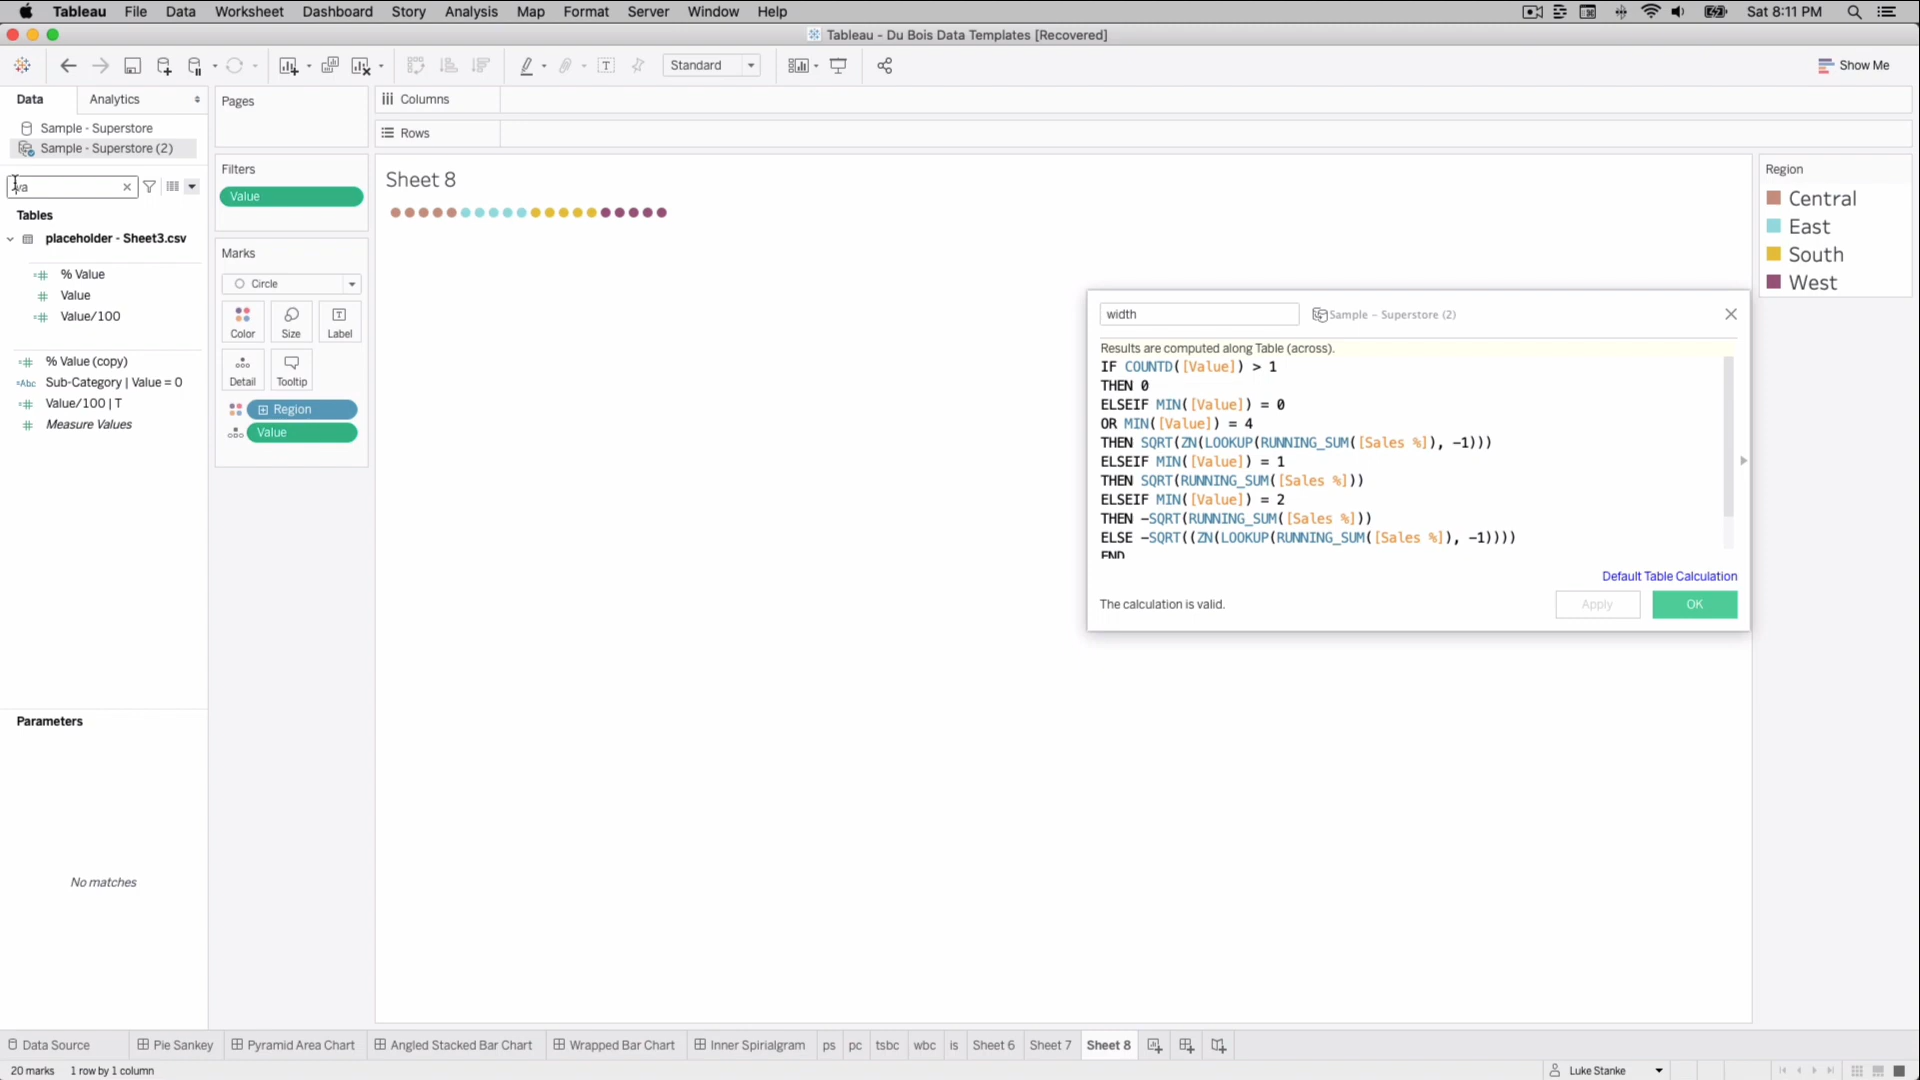 Tableau File Data Worksheet Dashboard Story Analysis Map Format Server Window Help Sat 8:11 PM
Tableau - Du Bois Data Templates [Recovered]
Standard Show Me
Data Analytics
Pages
Columns
Sample - Superstore
Sample - Superstore (2)
Rows
Filters
Value
va
Sheet 8
Region
Central
East
South
West
Tables
placeholder - Sheet3.csv
% Value
Value
Value/100
% Value (copy)
Sub-Category | Value = 0
Value/100 | T
Measure Values
Marks
Circle
Color Size Label
Detail Tooltip
Region
Value
width Sample – Superstore (2)
Results are computed along Table (across).
IF COUNTD([Value]) > 1
THEN 0
ELSEIF MIN([Value]) = 0
OR MIN([Value]) = 4
THEN SQRT(ZN(LOOKUP(RUNNING_SUM([Sales %]), -1)))
ELSEIF MIN([Value]) = 1
THEN SQRT(RUNNING_SUM([Sales %]))
ELSEIF MIN([Value]) = 2
THEN -SQRT(RUNNING_SUM([Sales %]))
ELSE -SQRT((ZN(LOOKUP(RUNNING_SUM([Sales %]), -1))))
END
Default Table Calculation
The calculation is valid. Apply OK
Parameters
No matches
Data Source Pie Sankey Pyramid Area Chart Angled Stacked Bar Chart Wrapped Bar Chart Inner Spirialgram ps pc tsbc wbc is Sheet 6 Sheet 7 Sheet 8
20 marks 1 row by 1 column Luke Stanke